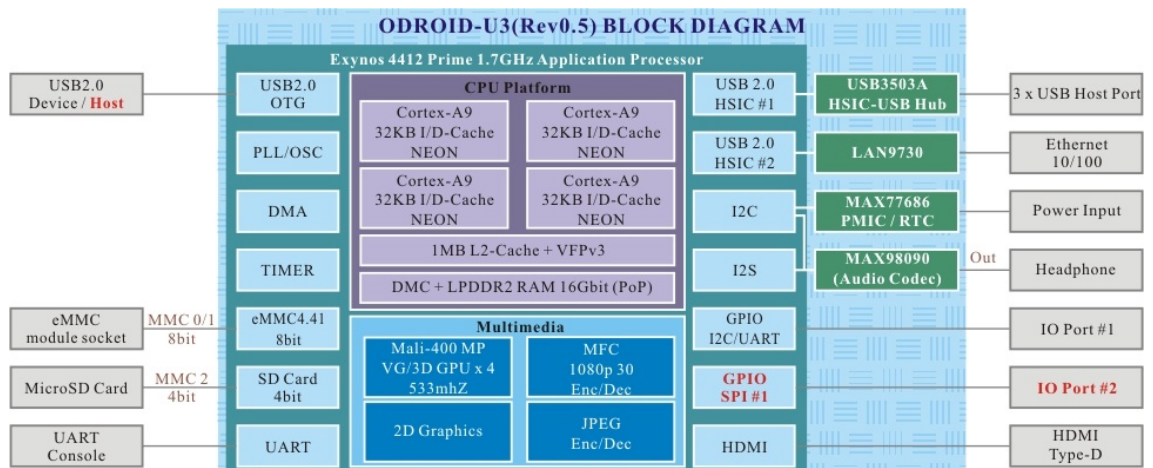 ODROID-U3(Rev0.5) BLOCK DIAGRAM
Exynos 4412 Prime 1.7GHz Application Processor
USB2.0
Device / Host
USB2.0
OTG
PLL/OSC
DMA
TIMER
eMMC
module socket
MMC 0/1
8bit
eMMC4.41
8bit
MicroSD Card
MMC 2
4bit
SD Card
4bit
UART
Console
UART
CPU Platform
Cortex-A9
32KB I/D-Cache
NEON
Cortex-A9
32KB I/D-Cache
NEON
Cortex-A9
32KB I/D-Cache
NEON
Cortex-A9
32KB I/D-Cache
NEON
1MB L2-Cache + VFPv3
DMC + LPDDR2 RAM 16Gbit (PoP)
Multimedia
Mali-400 MP
VG/3D GPU x 4
533mhZ
MFC
1080p 30
Enc/Dec
2D Graphics
JPEG
Enc/Dec
USB 2.0
HSIC #1
USB3503A
HSIC-USB Hub
3 x USB Host Port
USB 2.0
HSIC #2
LAN9730
Ethernet
10/100
I2C
MAX77686
PMIC / RTC
Power Input
I2S
MAX98090
(Audio Codec)
Out
Headphone
GPIO
I2C/UART
IO Port #1
GPIO
SPI #1
IO Port #2
HDMI
HDMI
Type-D